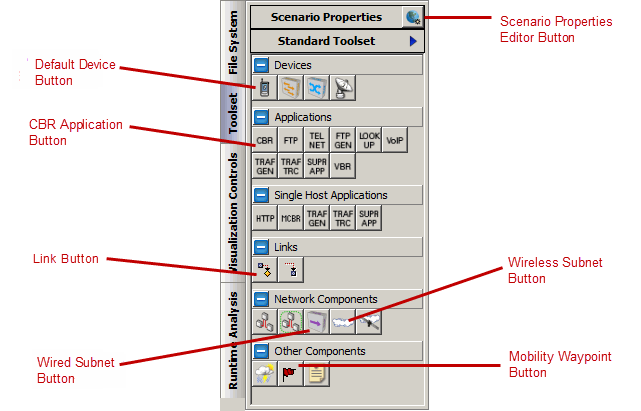 Scenario Properties
Standard Toolset
Scenario Properties
Editor Button
File System
Toolset
Visualization Controls
Runtime Analysis
Default Device
Button
CBR Application
Button
Link Button
Wired Subnet
Button
Devices
Applications
CBR
FTP
TEL
NET
FTP
GEN
LOOK
UP
VoIP
TRAF
GEN
TRAF
TRC
SUPR
APP
VBR
Single Host Applications
HTTP
MCBR
TRAF
GEN
TRAF
TRC
SUPR
APP
Links
Network Components
Other Components
Wireless Subnet
Button
Mobility Waypoint
Button